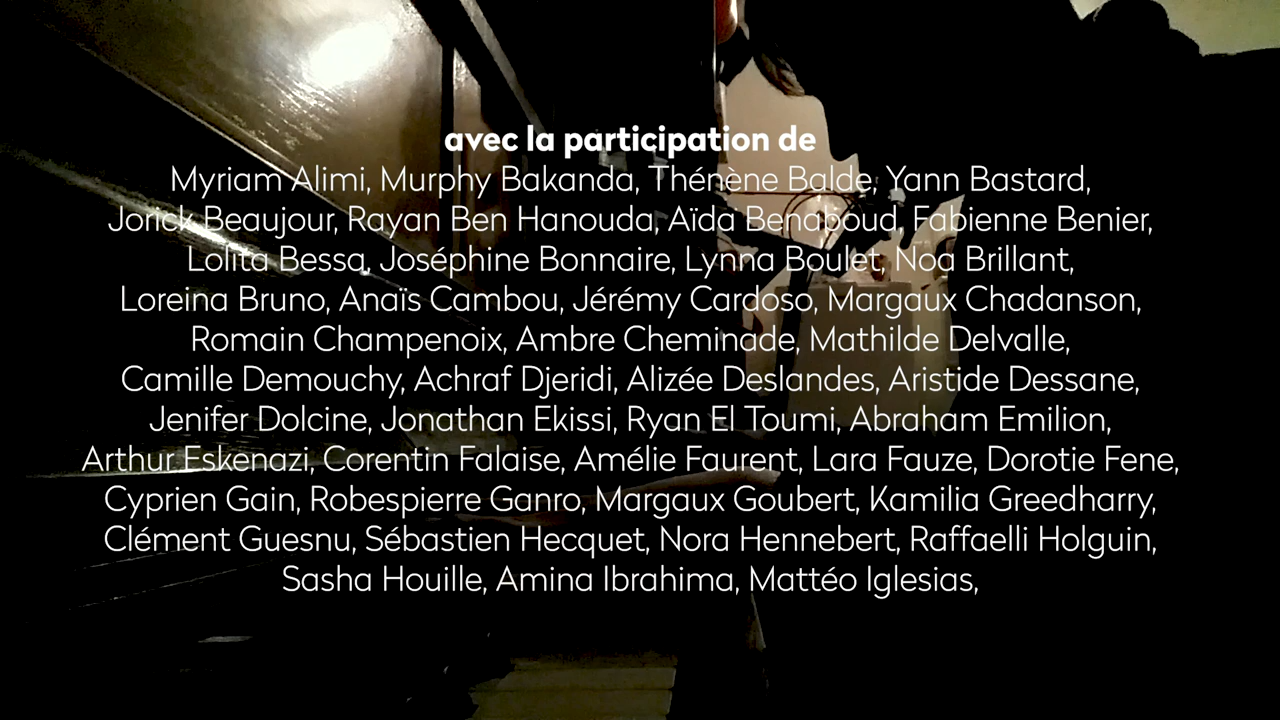 avec la participation de
Myriam Alimi, Murphy Bakanda, Thénène Balde, Yann Bastard,
Jorick Beaujour, Rayan Ben Hanouda, Aïda Benaboud, Fabienne Benier,
Lolita Bessa, Joséphine Bonnaire, Lynna Boulet, Noa Brillant,
Loreina Bruno, Anaïs Cambou, Jérémy Cardoso, Margaux Chadanson,
Romain Champenoix, Ambre Cheminade, Mathilde Delvalle,
Camille Demouchy, Achraf Djeridi, Alizée Deslandes, Aristide Dessane,
Jenifer Dolcine, Jonathan Ekissi, Ryan El Toumi, Abraham Emilion,
Arthur Eskenazi, Corentin Falaise, Amélie Faurent, Lara Fauze, Dorotie Fene,
Cyprien Gain, Robespierre Ganro, Margaux Goubert, Kamilia Greedharry,
Clément Guesnu, Sébastien Hecquet, Nora Hennebert, Raffaelli Holguin,
Sasha Houille, Amina Ibrahima, Mattéo Iglesias,